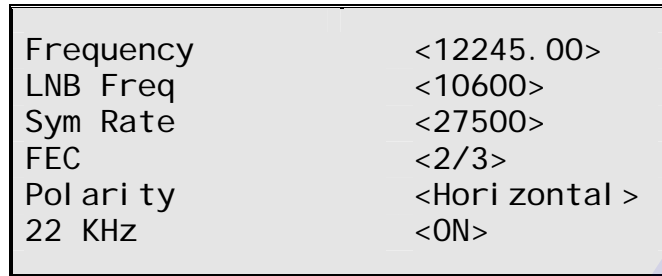 Frequency <12245.00>
LNB Freq <10600>
Sym Rate <27500>
FEC <2/3>
Polarity <Horizontal>
22 KHz <ON>